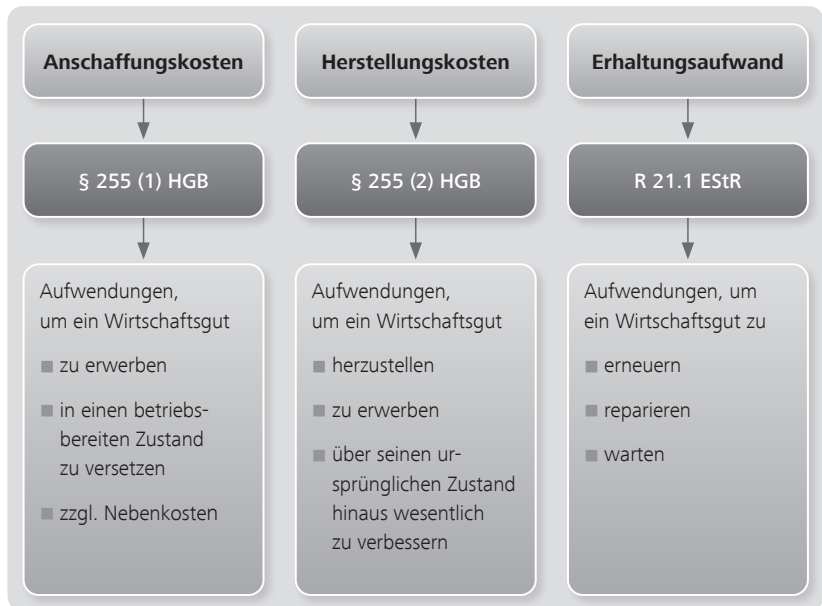 Anschaffungskosten
§ 255 (1) HGB
Aufwendungen,
um ein Wirtschaftsgut
■ zu erwerben
■ in einen betriebs-
bereiten Zustand
zu versetzen
■ zzgl. Nebenkosten
Herstellungskosten
§ 255 (2) HGB
Aufwendungen,
um ein Wirtschaftsgut
■ herzustellen
■ zu erwerben
■ über seinen ur-
sprünglichen Zustand
hinaus wesentlich
zu verbessern
Erhaltungsaufwand
R 21.1 EStR
Aufwendungen, um
ein Wirtschaftsgut zu
■ erneuern
■ reparieren
■ warten